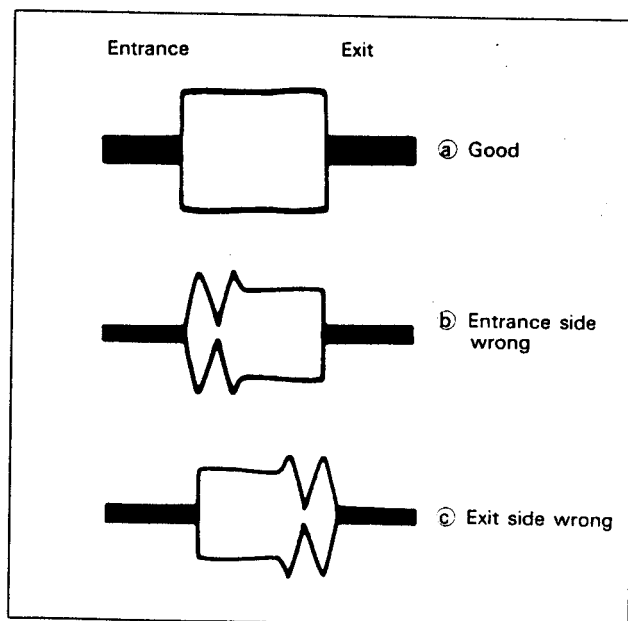 Entrance Exit
ⓐ Good
ⓑ Entrance side
wrong
ⓒ Exit side wrong